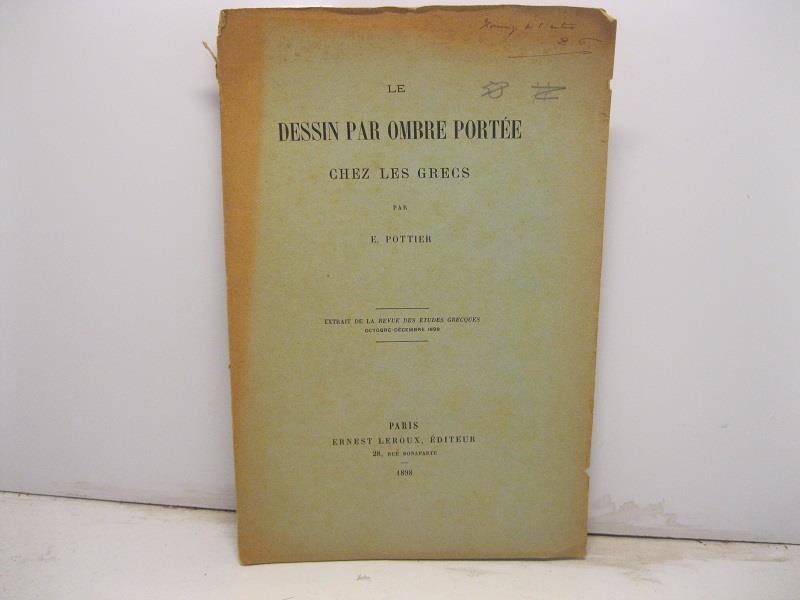 LE
DESSIN PAR OMBRE PORTÉE
CHEZ LES GRECS
PAR
E. POTTIER
EXTRAIT DE LA REVUE DES ÉTUDES GRECQUES
OCTOBRE-DÉCEMBRE 1898
PARIS
ERNEST LEROUX, ÉDITEUR
28, RUE BONAPARTE
1898